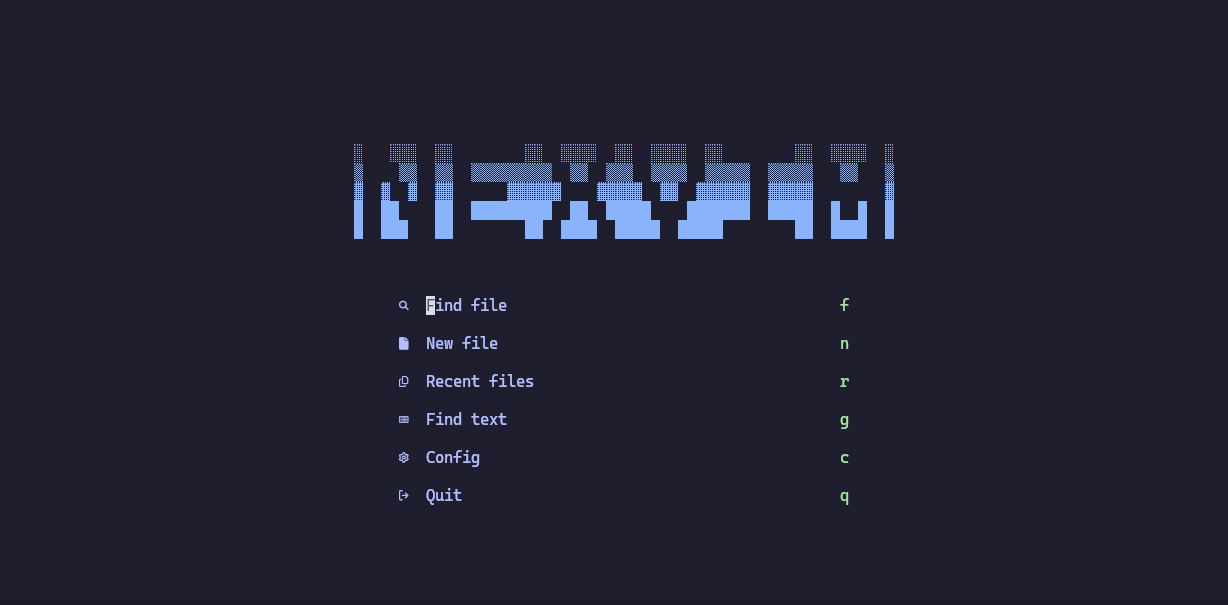 Find file f
New file n
Recent files r
Find text g
Config c
Quit q